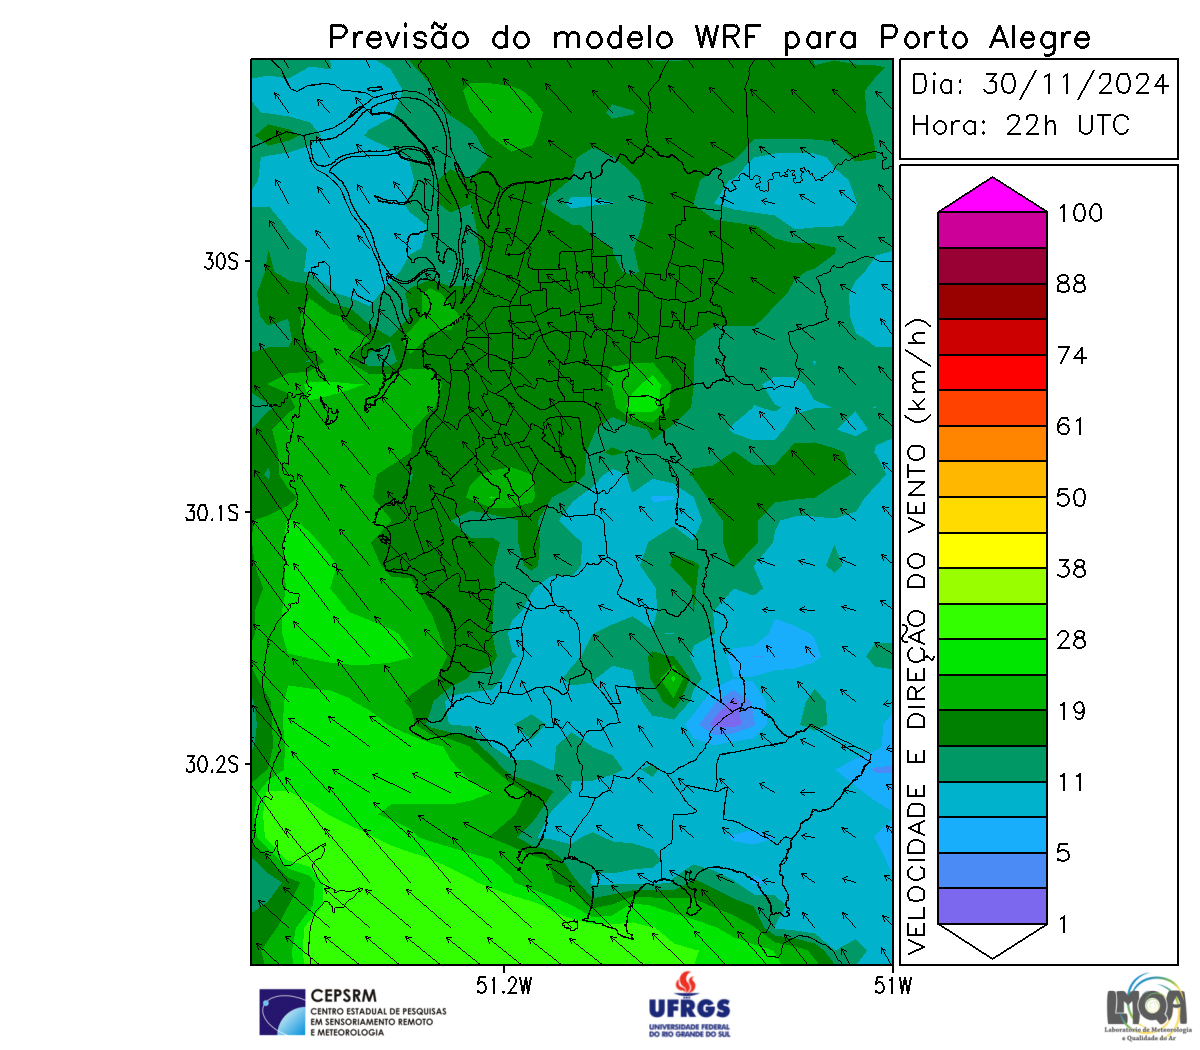 Previsão do modelo WRF para Porto Alegre
Dia: 30/11/2024
Hora: 22h UTC
30S
30.1S
30.2S
51.2W
51W
VELOCIDADE E DIREÇÃO DO VENTO (km/h)
100
88
74
61
50
38
28
19
11
5
1
CEPSRM
CENTRO ESTADUAL DE PESQUISAS
EM SENSORIAMENTO REMOTO
E METEOROLOGIA
UFRGS
UNIVERSIDADE FEDERAL
DO RIO GRANDE DO SUL
LMQA
Laboratório de Meteorologia
e Qualidade do Ar